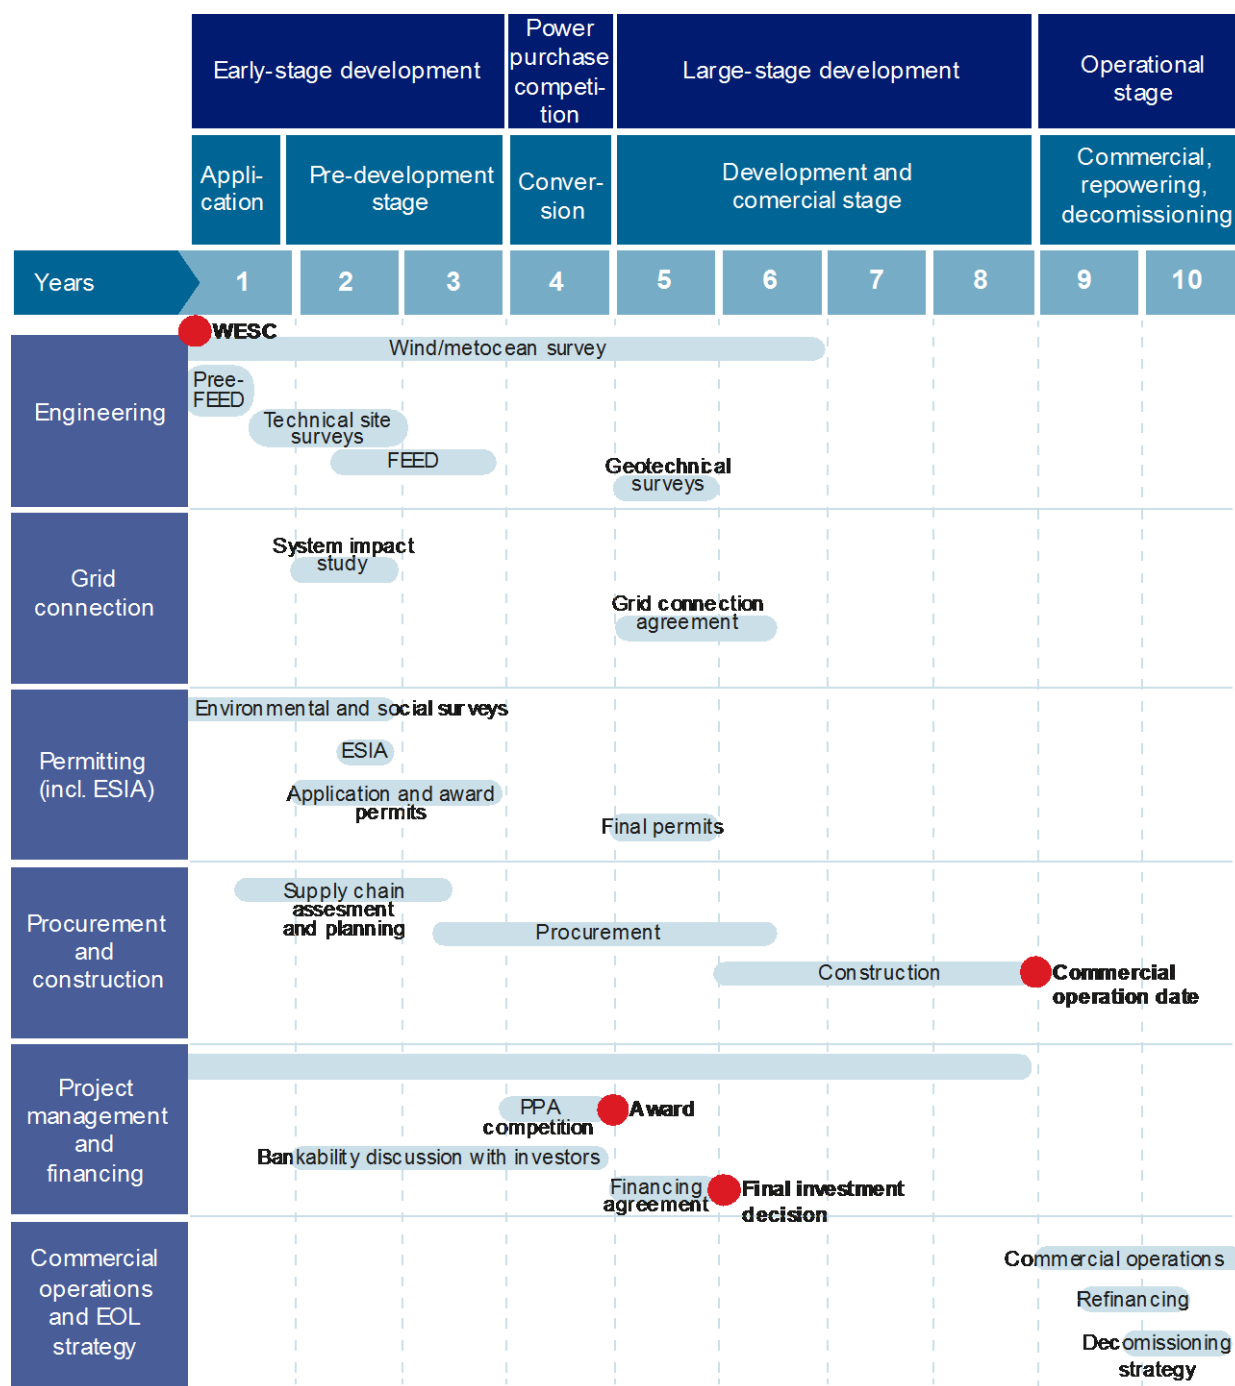 Early-stage development
Power
purchase
competi-
tion
Large-stage development
Operational
stage
Appli-
cation
Pre-development
stage
Conver-
sion
Development and
comercial stage
Commercial,
repowering,
decomissioning
Years
1
2
3
4
5
6
7
8
9
10
Engineering
WESC
Wind/metocean survey
Pree-
FEED
Technical site
surveys
FEED
Geotechnical
surveys
Grid
connection
System impact
study
Grid connection
agreement
Permitting
(incl. ESIA)
Environmental and social surveys
ESIA
Application and award
permits
Final permits
Procurement
and
construction
Supply chain
assesment
and planning
Procurement
Construction
Commercial
operation date
Project
management
and
financing
PPA
competition
Award
Bankability discussion with investors
Financing
agreement
Final investment
decision
Commercial
operations
and EOL
strategy
Commercial operations
Refinancing
Decomissioning
strategy